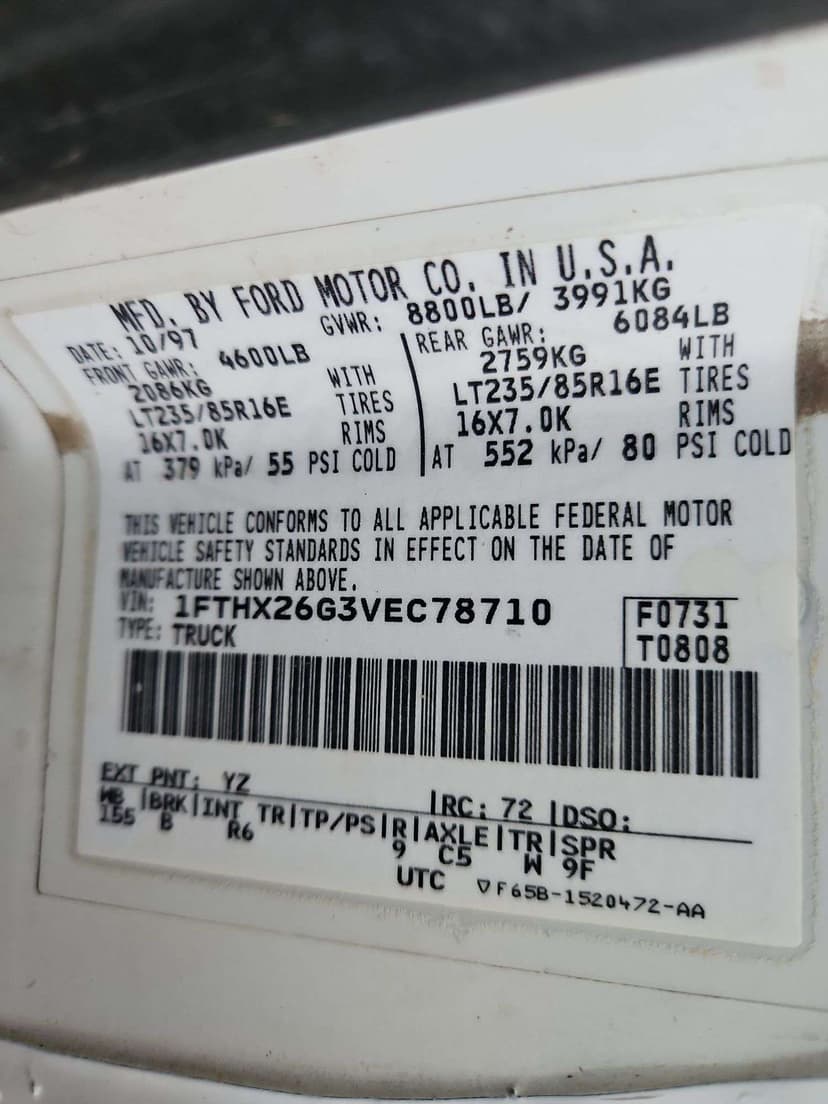 MFD. BY FORD MOTOR CO. IN U.S.A.
DATE: 10/97 GVWR: 8800LB/ 3991KG
FRONT GAWR: 4600LB REAR GAWR: 6084LB
2086KG WITH 2759KG WITH
LT235/85R16E TIRES LT235/85R16E TIRES
16X7.0K RIMS 16X7.0K RIMS
AT 379 kPa/ 55 PSI COLD AT 552 kPa/ 80 PSI COLD
THIS VEHICLE CONFORMS TO ALL APPLICABLE FEDERAL MOTOR
VEHICLE SAFETY STANDARDS IN EFFECT ON THE DATE OF
MANUFACTURE SHOWN ABOVE.
VIN: 1FTHX26G3VEC78710 F0731
TYPE: TRUCK T0808
EXT PNT: YZ RC: 72 DSO:
WB BRK INT TR TP/PS R AXLE TR SPR
155 B R6 9 C5 W 9F
UTC ▽F65B-1520472-AA